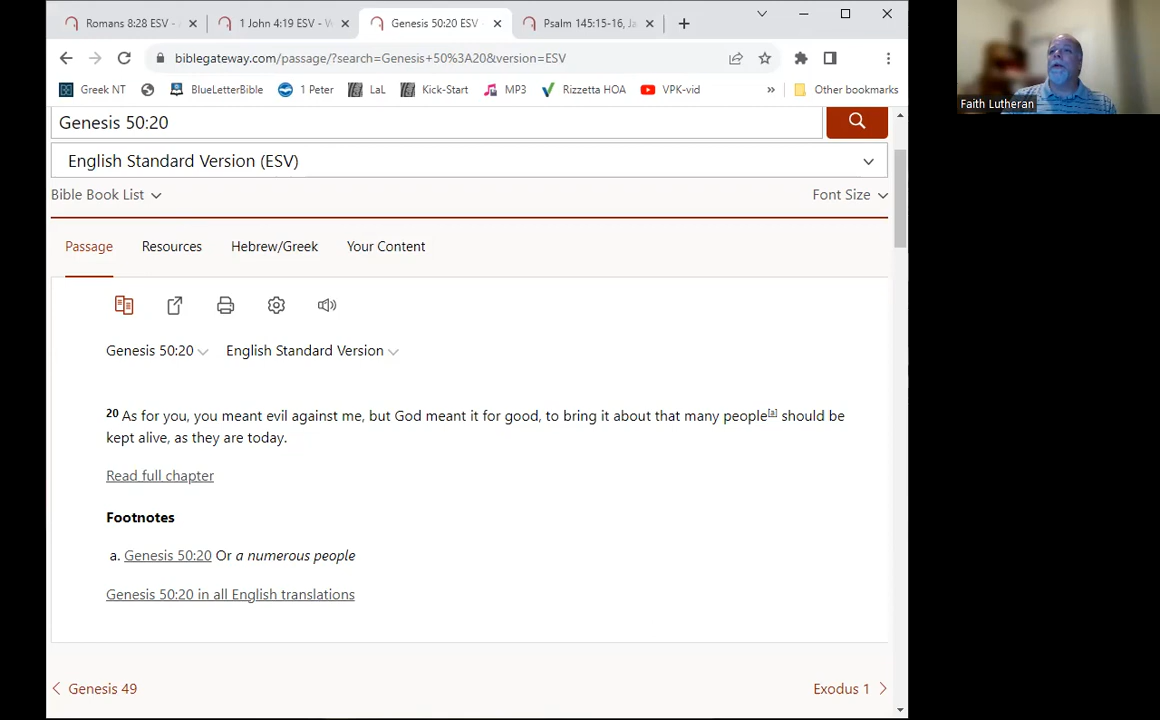 Romans 8:28 ESV -
1 John 4:19 ESV - W
Genesis 50:20 ESV
Psalm 145:15-16, Ja
biblegateway.com/passage/?search=Genesis+50%3A20&version=ESV
Greek NT
BlueLetterBible
1 Peter
LaL
Kick-Start
MP3
Rizzetta HOA
VPK-vid
»
Other bookmarks
Faith Lutheran
Genesis 50:20
English Standard Version (ESV)
Bible Book List
Font Size
Passage
Resources
Hebrew/Greek
Your Content
Genesis 50:20
English Standard Version
20 As for you, you meant evil against me, but God meant it for good, to bring it about that many people[a] should be
kept alive, as they are today.
Read full chapter
Footnotes
a. Genesis 50:20 Or a numerous people
Genesis 50:20 in all English translations
Genesis 49
Exodus 1